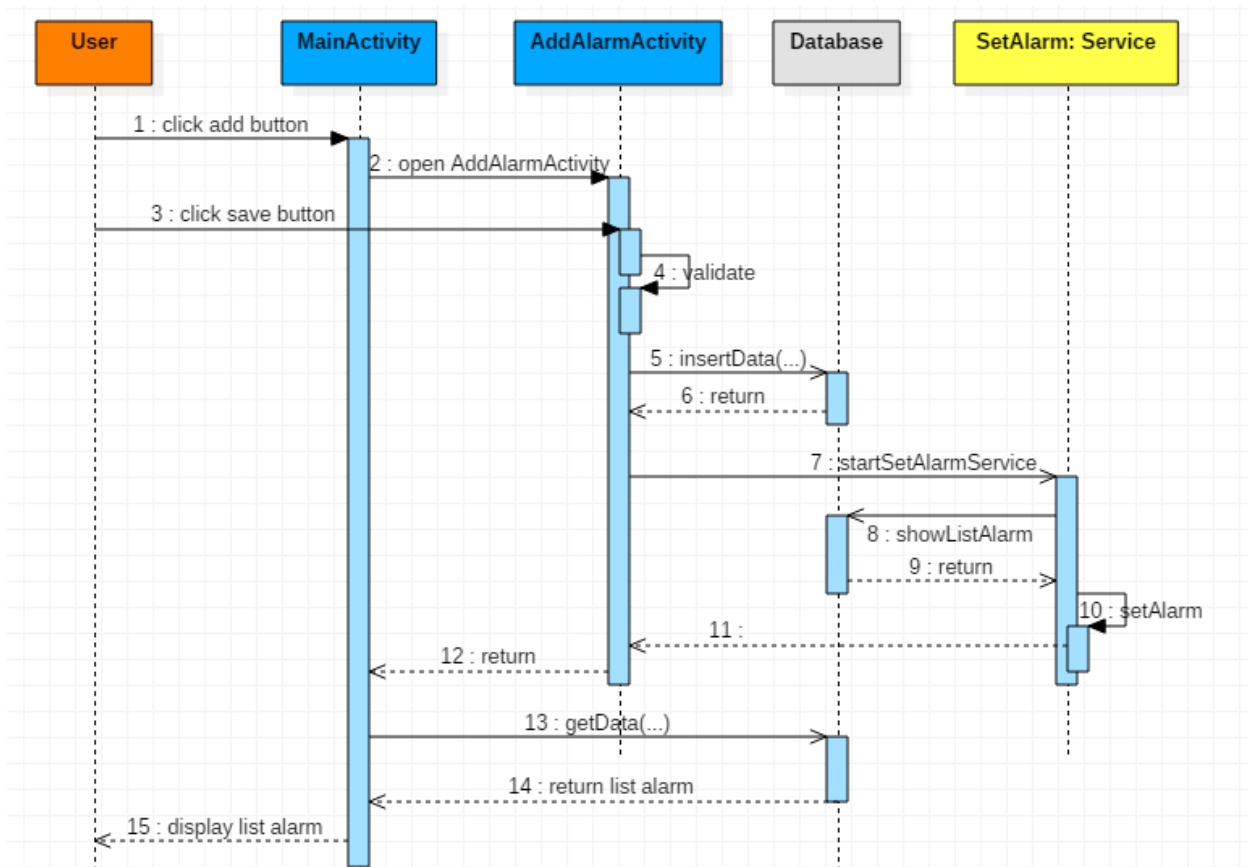 User
MainActivity
AddAlarmActivity
Database
SetAlarm: Service
1 : click add button
2 : open AddAlarmActivity
3 : click save button
4 : validate
5 : insertData(...)
6 : return
7 : startSetAlarmService
8 : showListAlarm
9 : return
10 : setAlarm
11 :
12 : return
13 : getData(...)
14 : return list alarm
15 : display list alarm